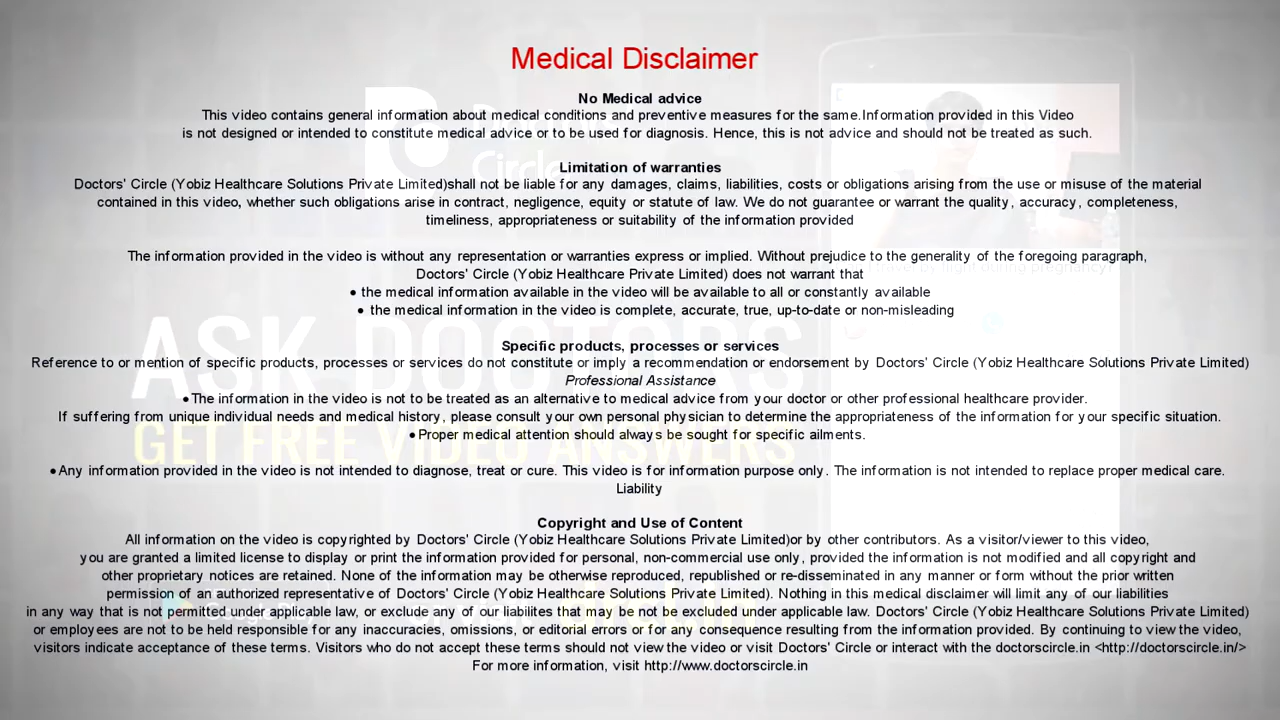 Medical Disclaimer
No Medical advice
This video contains general information about medical conditions and preventive measures for the same.Information provided in this Video
is not designed or intended to constitute medical advice or to be used for diagnosis. Hence, this is not advice and should not be treated as such.
Limitation of warranties
Doctors' Circle (Yobiz Healthcare Solutions Private Limited)shall not be liable for any damages, claims, liabilities, costs or obligations arising from the use or misuse of the material
contained in this video, whether such obligations arise in contract, negligence, equity or statute of law. We do not guarantee or warrant the quality, accuracy, completeness,
timeliness, appropriateness or suitability of the information provided
The information provided in the video is without any representation or warranties express or implied. Without prejudice to the generality of the foregoing paragraph,
Doctors' Circle (Yobiz Healthcare Private Limited) does not warrant that
• the medical information available in the video will be available to all or constantly available
• the medical information in the video is complete, accurate, true, up-to-date or non-misleading
Specific products, processes or services
Reference to or mention of specific products, processes or services do not constitute or imply a recommendation or endorsement by Doctors' Circle (Yobiz Healthcare Solutions Private Limited)
Professional Assistance
•The information in the video is not to be treated as an alternative to medical advice from your doctor or other professional healthcare provider.
If suffering from unique individual needs and medical history, please consult your own personal physician to determine the appropriateness of the information for your specific situation.
•Proper medical attention should always be sought for specific ailments.
•Any information provided in the video is not intended to diagnose, treat or cure. This video is for information purpose only. The information is not intended to replace proper medical care.
Liability
Copyright and Use of Content
All information on the video is copyrighted by Doctors' Circle (Yobiz Healthcare Solutions Private Limited)or by other contributors. As a visitor/viewer to this video,
you are granted a limited license to display or print the information provided for personal, non-commercial use only, provided the information is not modified and all copyright and
other proprietary notices are retained. None of the information may be otherwise reproduced, republished or re-disseminated in any manner or form without the prior written
permission of an authorized representative of Doctors' Circle (Yobiz Healthcare Solutions Private Limited). Nothing in this medical disclaimer will limit any of our liabilities
in any way that is not permitted under applicable law, or exclude any of our liabilites that may be not be excluded under applicable law. Doctors' Circle (Yobiz Healthcare Solutions Private Limited)
or employees are not to be held responsible for any inaccuracies, omissions, or editorial errors or for any consequence resulting from the information provided. By continuing to view the video,
visitors indicate acceptance of these terms. Visitors who do not accept these terms should not view the video or visit Doctors' Circle or interact with the doctorscircle.in <http://doctorscircle.in/>
For more information, visit http://www.doctorscircle.in
Circle
ASK DOCTORS
GET FREE VIDEO ANSWERS
travel by flight during pregnancy?
Google Play